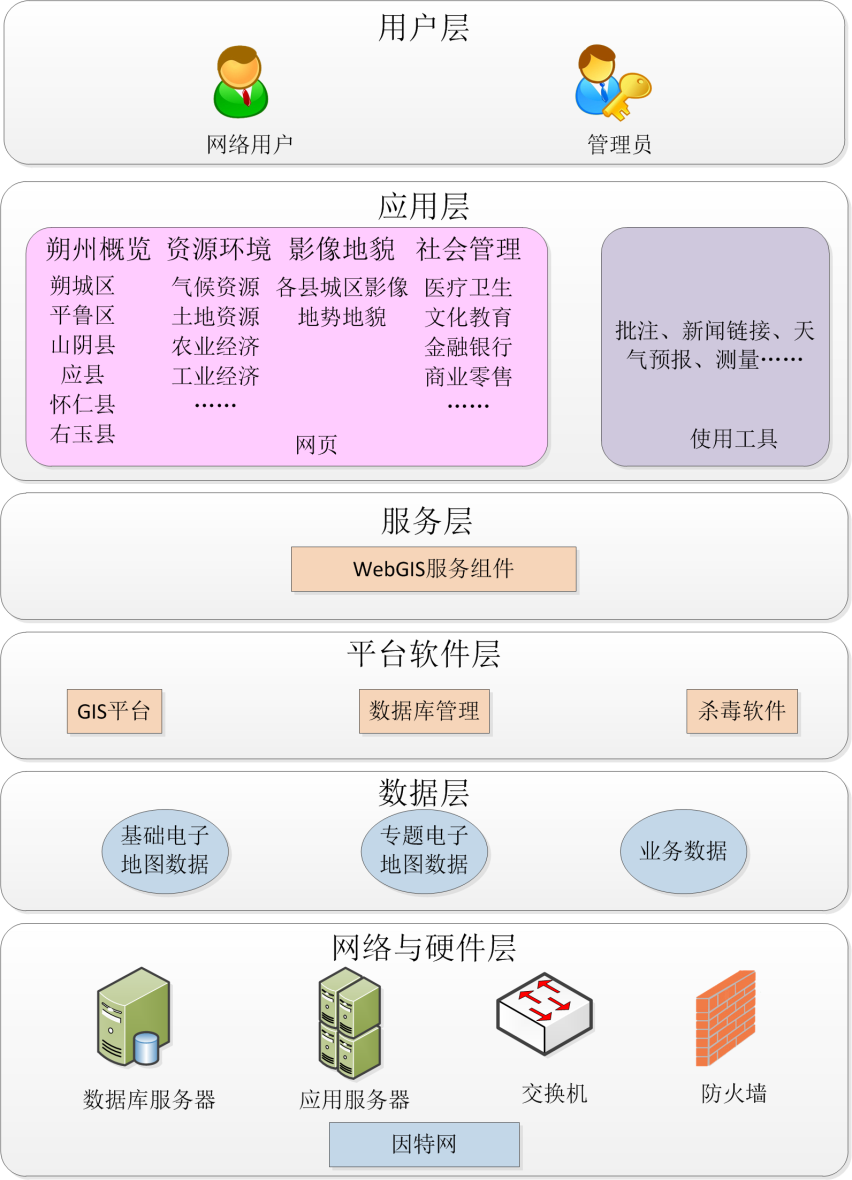 用户层
网络用户
管理员
应用层
朔州概览
朔城区
平鲁区
山阴县
应县
怀仁县
右玉县
资源环境
气候资源
土地资源
农业经济
工业经济
……
影像地貌
各县城区影像
地势地貌
社会管理
医疗卫生
文化教育
金融银行
商业零售
……
网页
批注、新闻链接、天
气预报、测量……
使用工具
服务层
WebGIS服务组件
平台软件层
GIS平台
数据库管理
杀毒软件
数据层
基础电子
地图数据
专题电子
地图数据
业务数据
网络与硬件层
数据库服务器
应用服务器
交换机
防火墙
因特网